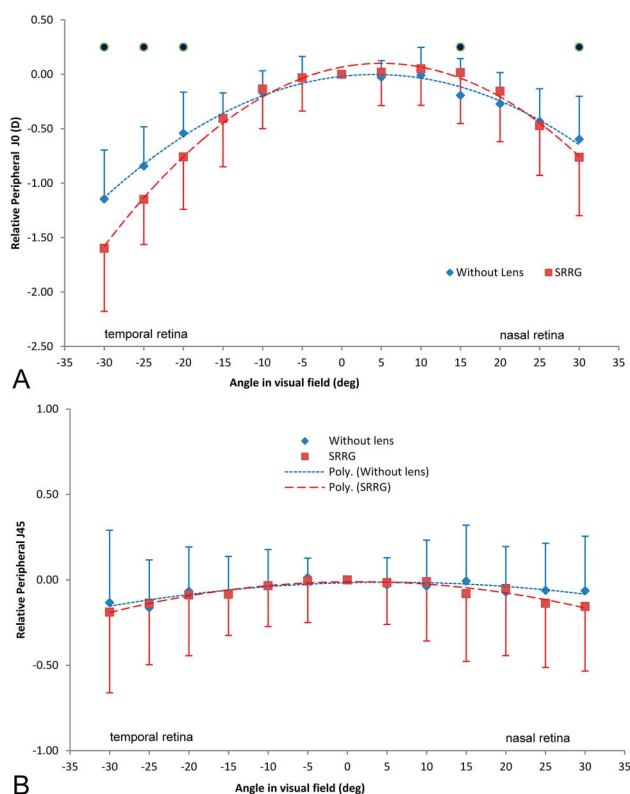 0.50
0.00
-0.50
-1.00
-1.50
-2.00
-2.50
Relative Peripheral J0 (D)
Without Lens
SRRG
temporal retina
nasal retina
-35 -30 -25 -20 -15 -10 -5 0 5 10 15 20 25 30 35
Angle in visual field (deg)
A
1.00
0.50
0.00
-0.50
-1.00
Relative Peripheral J45
Without lens
SRRG
Poly. (Without lens)
Poly. (SRRG)
temporal retina
nasal retina
-35 -30 -25 -20 -15 -10 -5 0 5 10 15 20 25 30 35
Angle in visual field (deg)
B